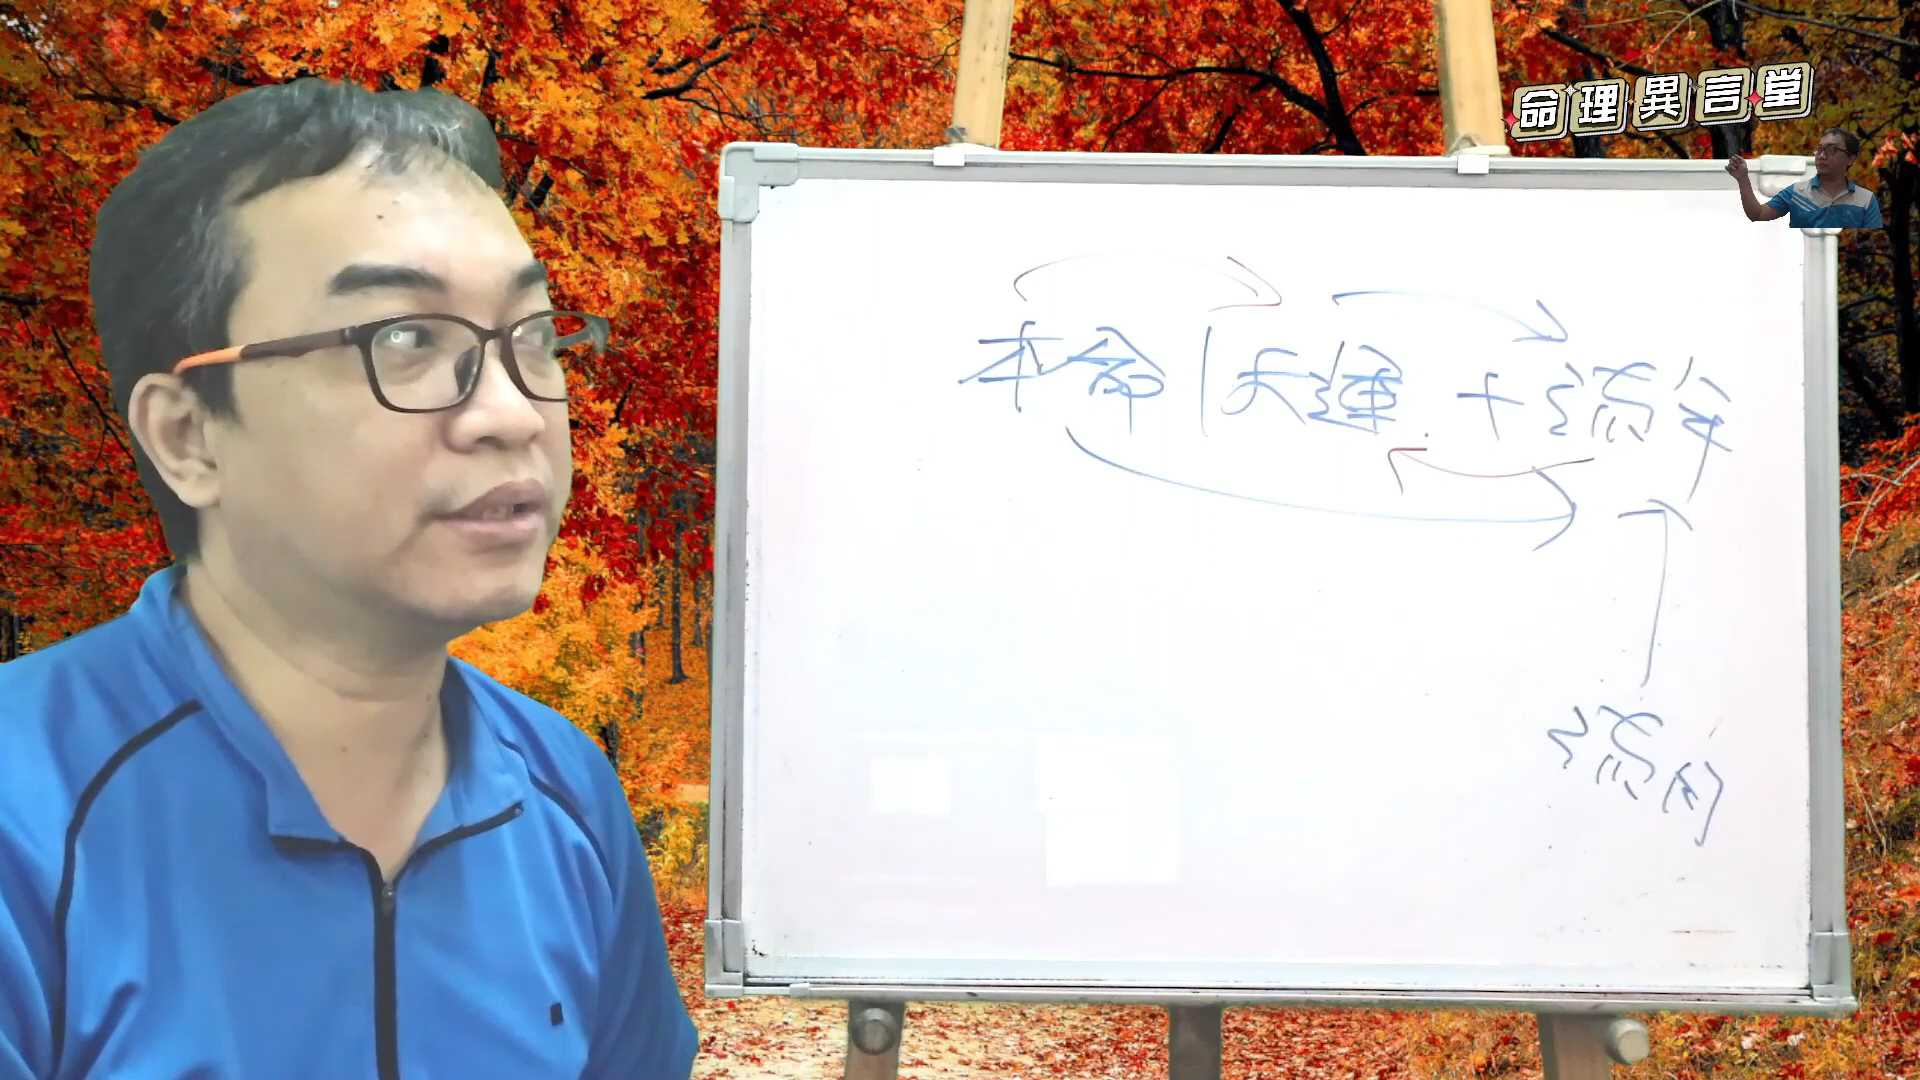 命理異言堂
本命 大運 + 流年
流月